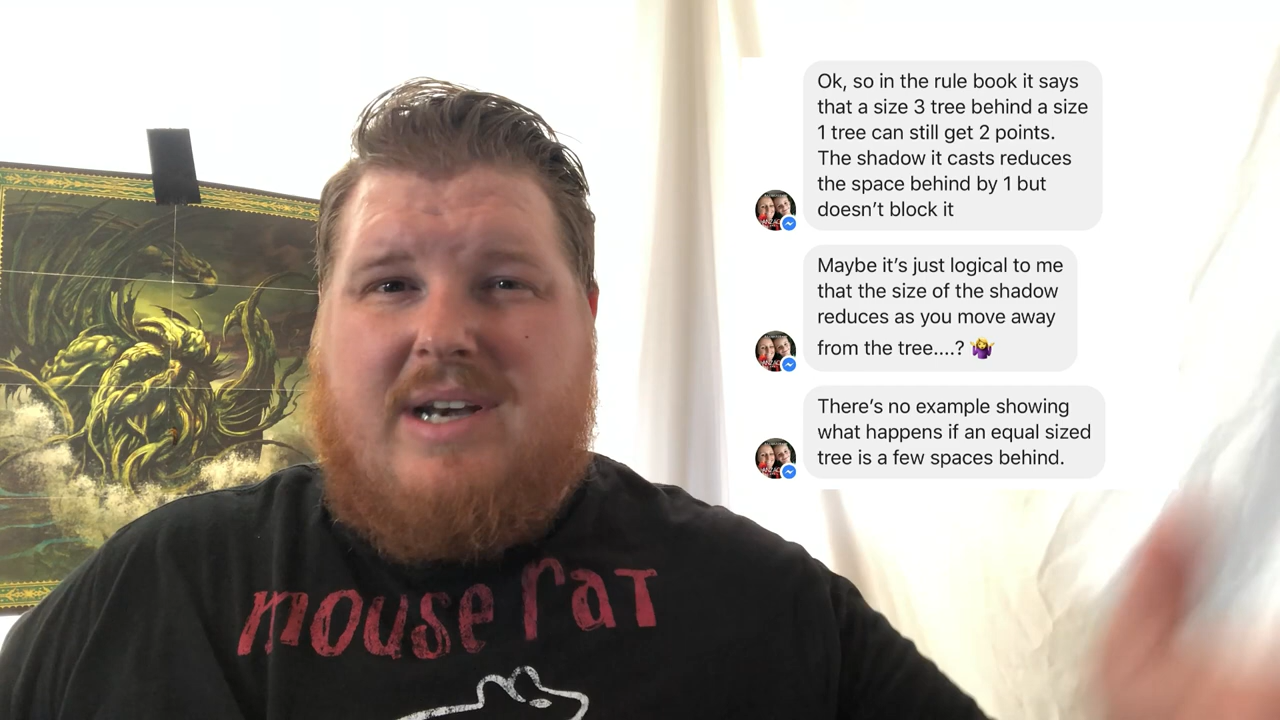 Ok, so in the rule book it says
that a size 3 tree behind a size
1 tree can still get 2 points.
The shadow it casts reduces
the space behind by 1 but
doesn’t block it
Maybe it’s just logical to me
that the size of the shadow
reduces as you move away
from the tree....? 🤷‍♀️
There’s no example showing
what happens if an equal sized
tree is a few spaces behind.
mouse rat